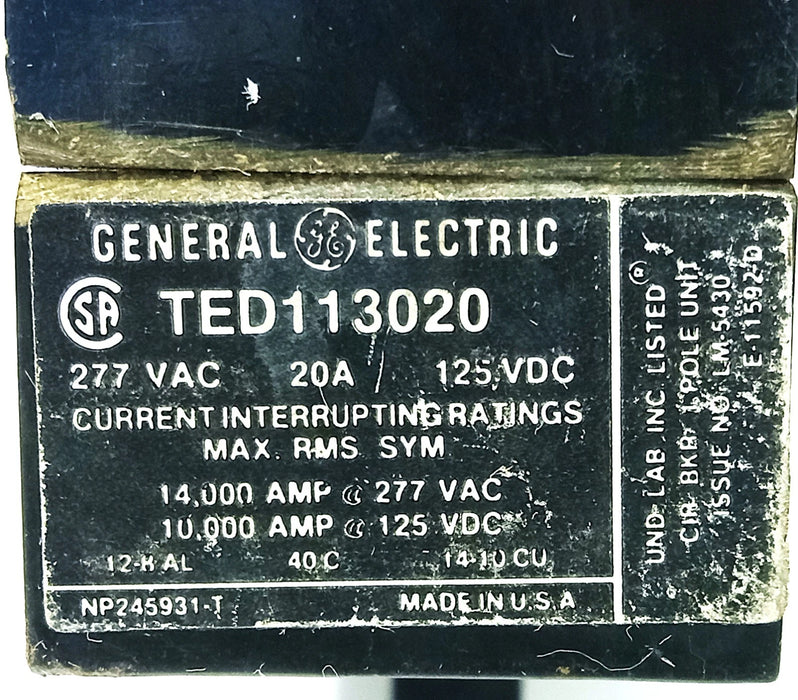 GENERAL GE ELECTRIC
SA TED113020
277 VAC 20A 125 VDC
CURRENT INTERRUPTING RATINGS
MAX. RMS SYM
14,000 AMP @ 277 VAC
10,000 AMP @ 125 VDC
AL 40 C 14-10 CU
NP245931-T MADE IN U.S.A
UND LAB INC LISTED ®
CIR BKR 1 POLE UNIT
ISSUE NO. LM-5430
E-11592-D